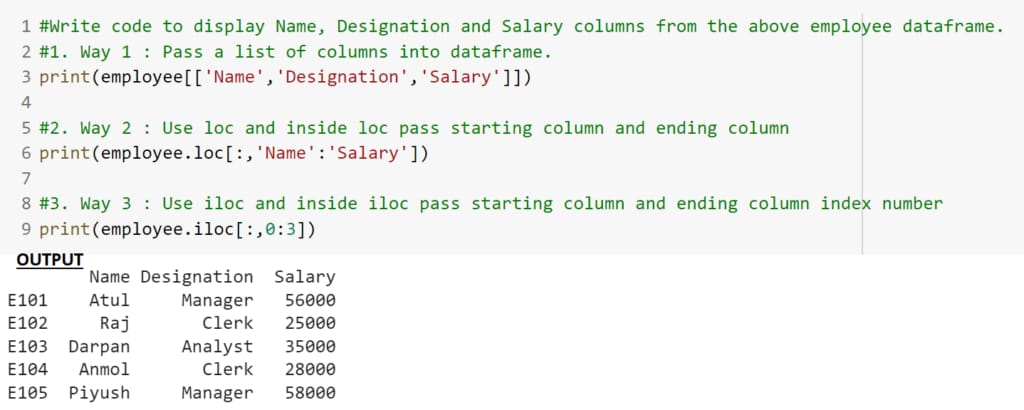 1 #Write code to display Name, Designation and Salary columns from the above employee dataframe.
2 #1. Way 1 : Pass a list of columns into dataframe.
3 print(employee[['Name','Designation','Salary']])
4
5 #2. Way 2 : Use loc and inside loc pass starting column and ending column
6 print(employee.loc[:,'Name':'Salary'])
7
8 #3. Way 3 : Use iloc and inside iloc pass starting column and ending column index number
9 print(employee.iloc[:,0:3])
OUTPUT
Name Designation Salary
E101 Atul Manager 56000
E102 Raj Clerk 25000
E103 Darpan Analyst 35000
E104 Anmol Clerk 28000
E105 Piyush Manager 58000